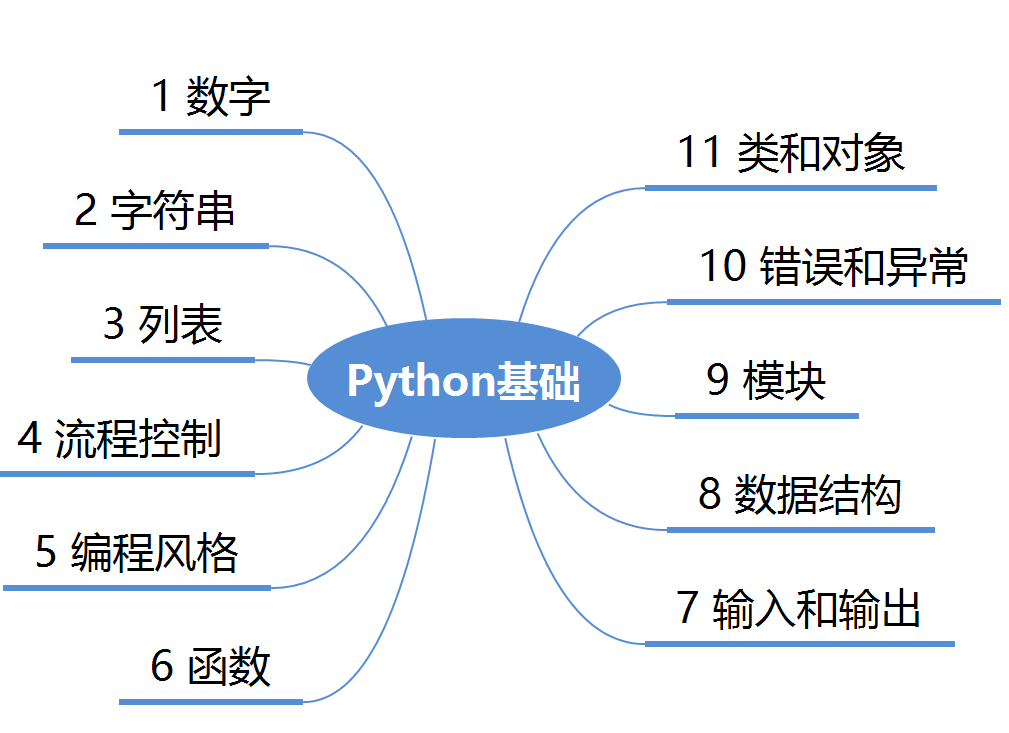 1 数字
2 字符串
3 列表
4 流程控制
5 编程风格
6 函数
Python基础
11 类和对象
10 错误和异常
9 模块
8 数据结构
7 输入和输出